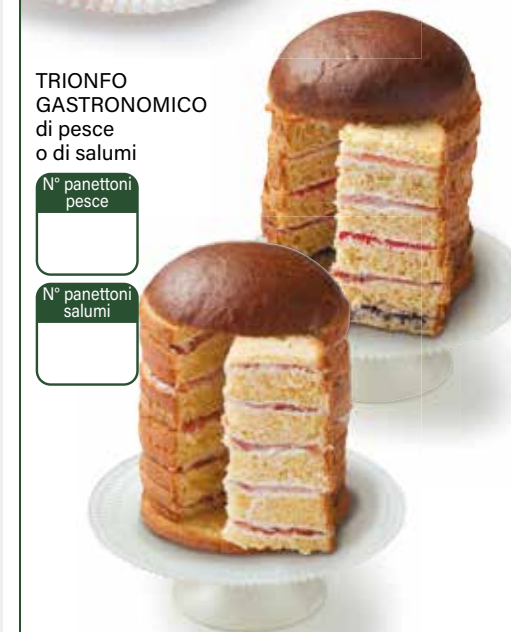 TRIONFO
GASTRONOMICO
di pesce
o di salumi
N° panettoni
pesce
N° panettoni
salumi